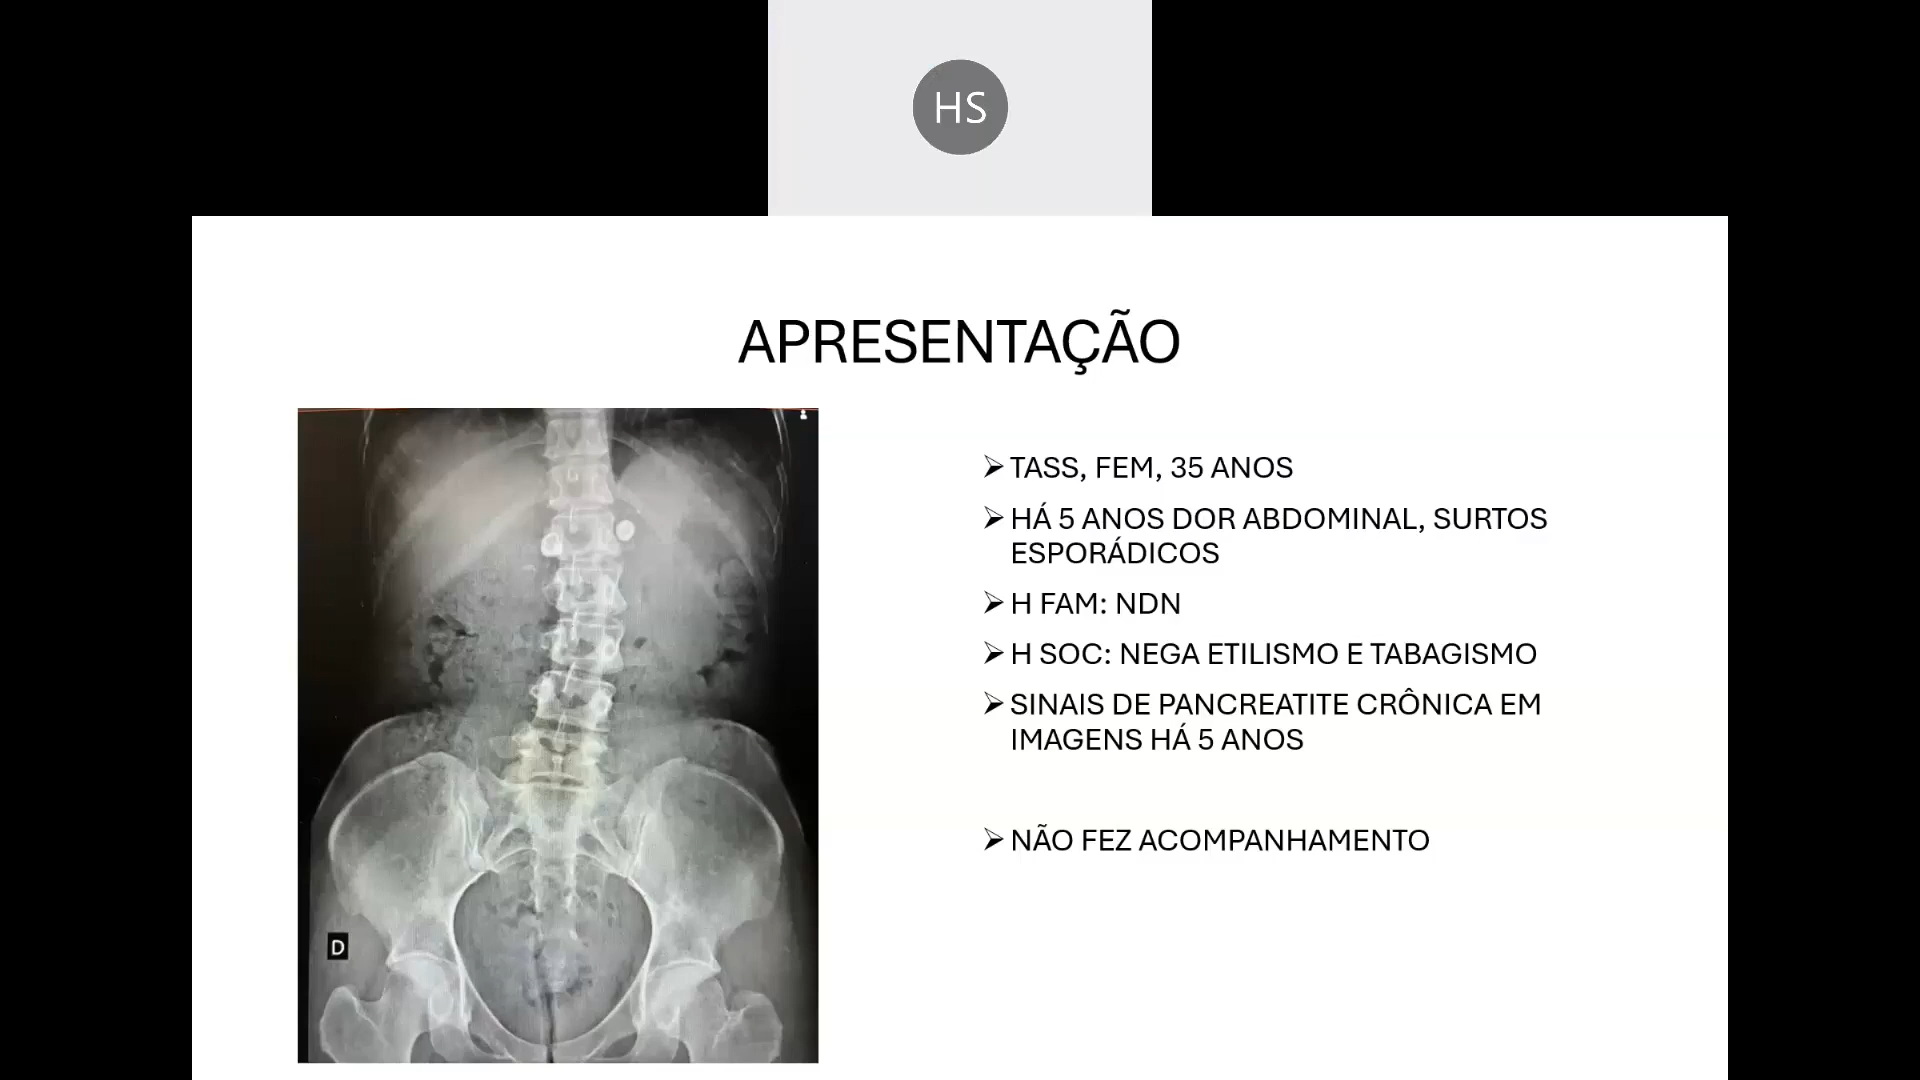 HS
APRESENTAÇÃO
TASS, FEM, 35 ANOS
HÁ 5 ANOS DOR ABDOMINAL, SURTOS
ESPORÁDICOS
H FAM: NDN
H SOC: NEGA ETILISMO E TABAGISMO
SINAIS DE PANCREATITE CRÔNICA EM
IMAGENS HÁ 5 ANOS
NÃO FEZ ACOMPANHAMENTO
D